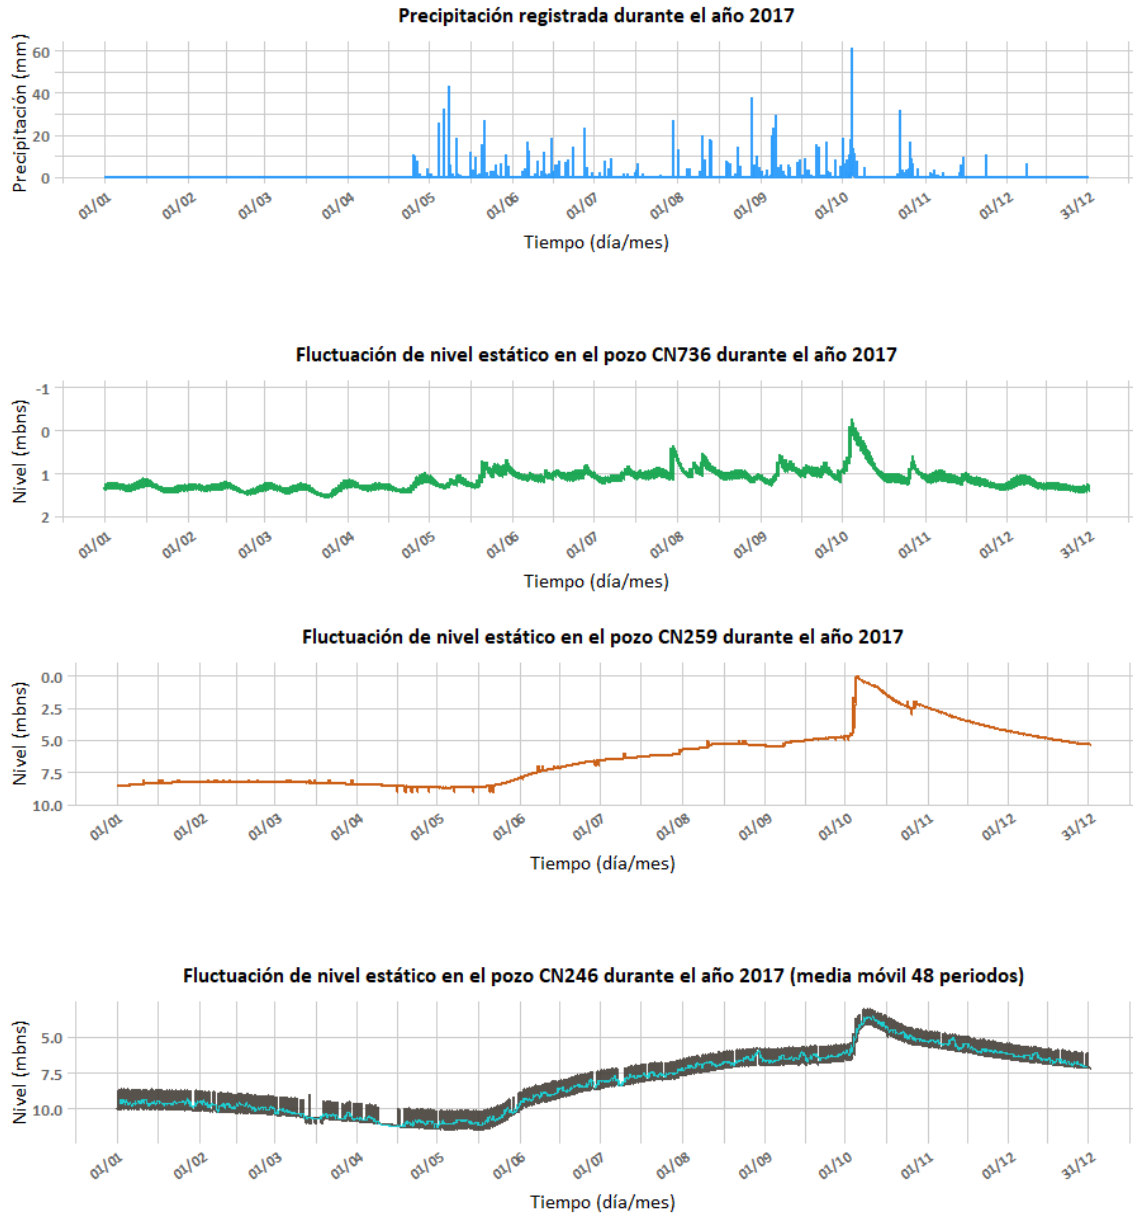 Precipitación registrada durante el año 2017
Precipitación (mm)
60
40
20
0
01/01 01/02 01/03 01/04 01/05 01/06 01/07 01/08 01/09 01/10 01/11 01/12 31/12
Tiempo (día/mes)
Fluctuación de nivel estático en el pozo CN736 durante el año 2017
Nivel (mbns)
-1
0
1
2
01/01 01/02 01/03 01/04 01/05 01/06 01/07 01/08 01/09 01/10 01/11 01/12 31/12
Tiempo (día/mes)
Fluctuación de nivel estático en el pozo CN259 durante el año 2017
Nivel (mbns)
0.0
2.5
5.0
7.5
10.0
01/01 01/02 01/03 01/04 01/05 01/06 01/07 01/08 01/09 01/10 01/11 01/12 31/12
Tiempo (día/mes)
Fluctuación de nivel estático en el pozo CN246 durante el año 2017 (media móvil 48 periodos)
Nivel (mbns)
5.0
7.5
10.0
01/01 01/02 01/03 01/04 01/05 01/06 01/07 01/08 01/09 01/10 01/11 01/12 31/12
Tiempo (día/mes)